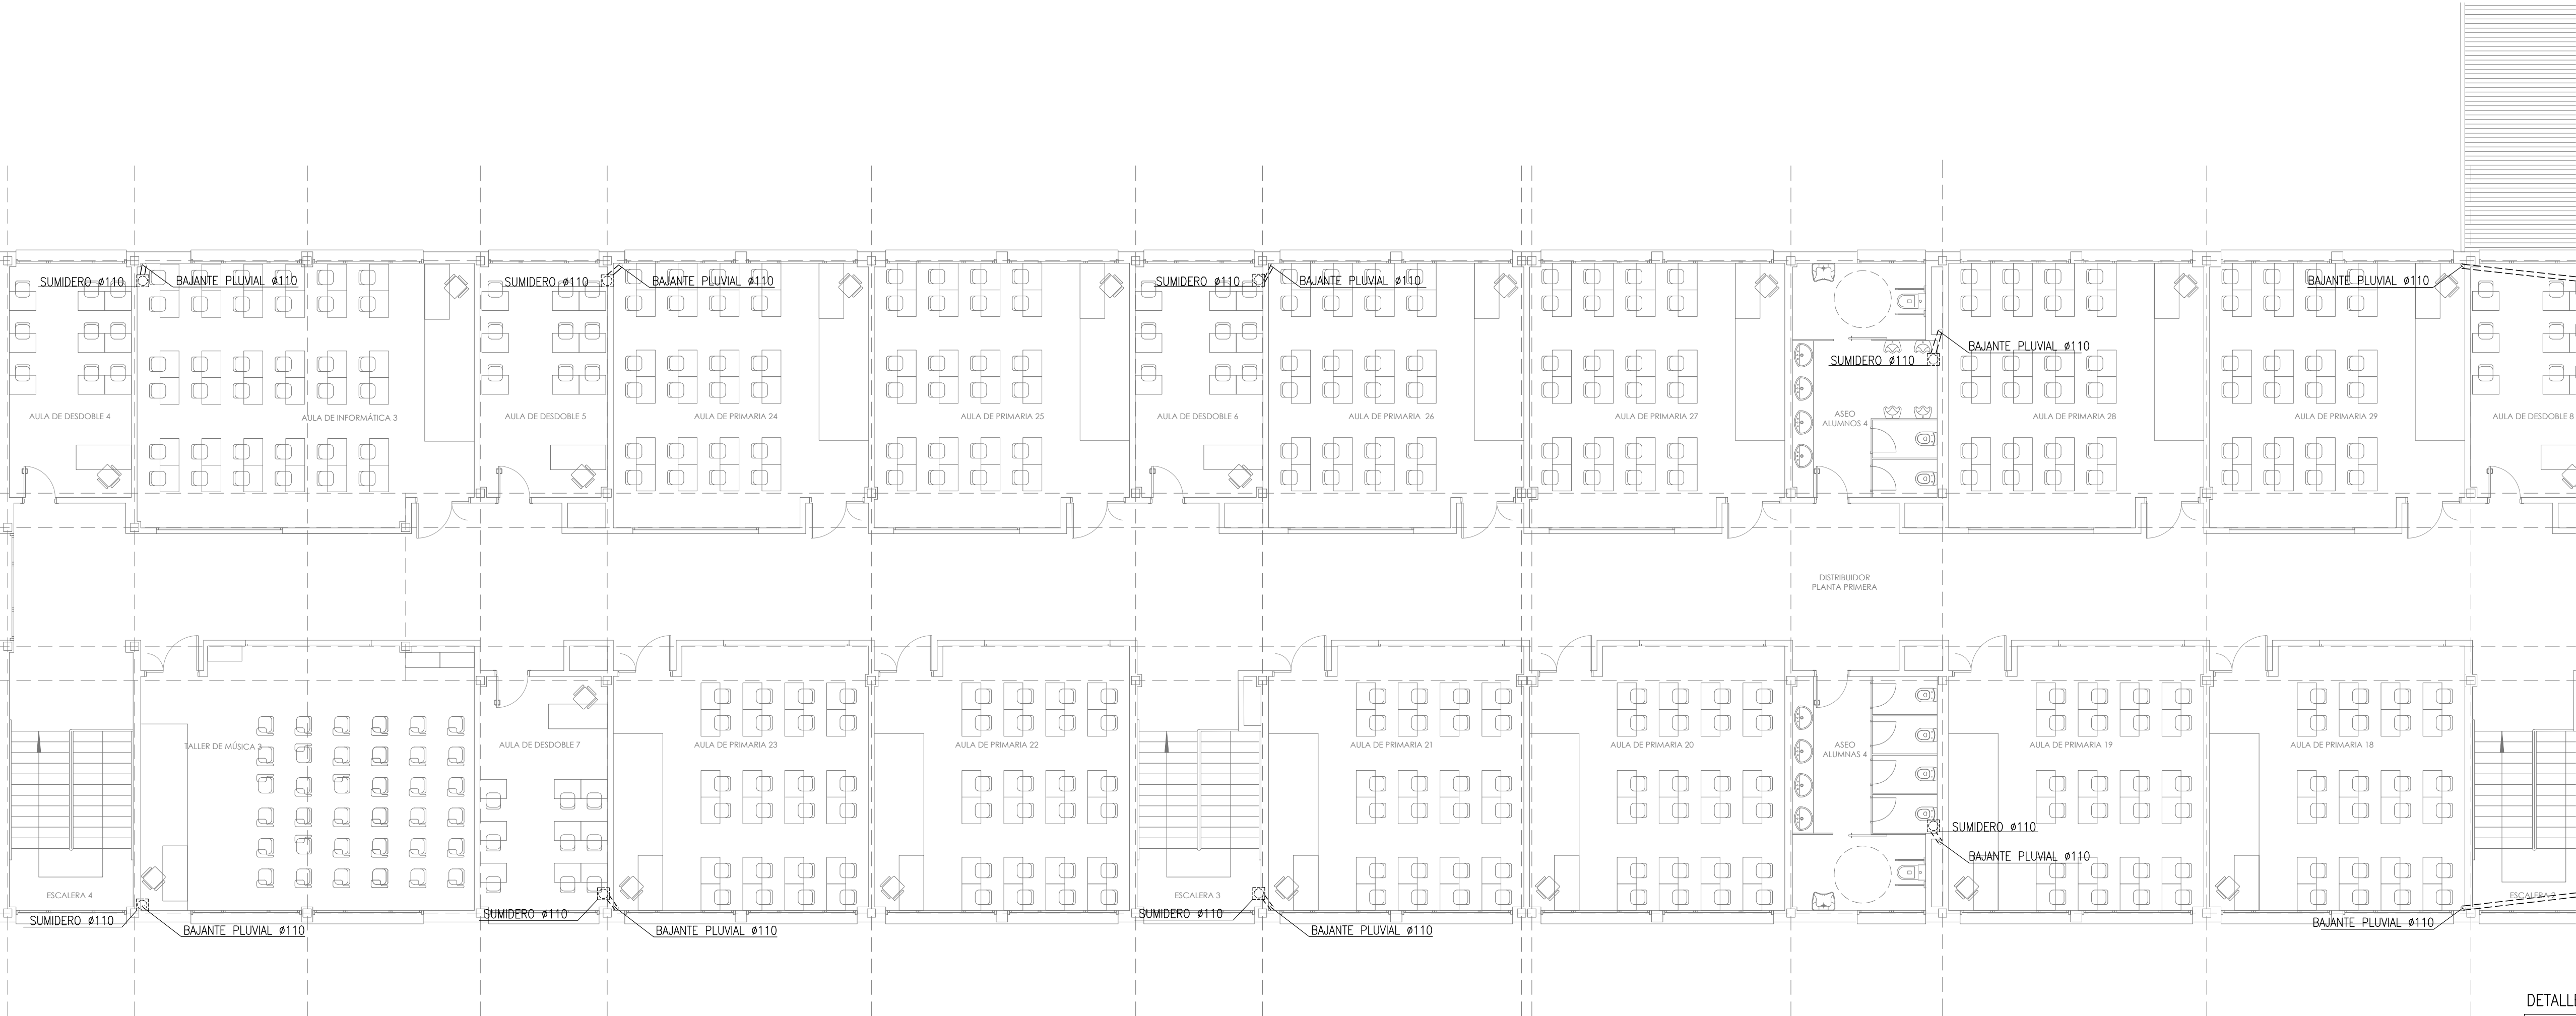 SUMIDERO ø110
BAJANTE PLUVIAL ø110
SUMIDERO ø110
BAJANTE PLUVIAL ø110
SUMIDERO ø110
BAJANTE PLUVIAL ø110
BAJANTE PLUVIAL ø110
BAJANTE PLUVIAL ø110
SUMIDERO ø110
AULA DE DESDOBLE 4
AULA DE INFORMÁTICA 3
AULA DE DESDOBLE 5
AULA DE PRIMARIA 24
AULA DE PRIMARIA 25
AULA DE DESDOBLE 6
AULA DE PRIMARIA 26
AULA DE PRIMARIA 27
ASEO
ALUMNOS 4
AULA DE PRIMARIA 28
AULA DE PRIMARIA 29
AULA DE DESDOBLE 8
DISTRIBUIDOR
PLANTA PRIMERA
TALLER DE MÚSICA 3
AULA DE DESDOBLE 7
AULA DE PRIMARIA 23
AULA DE PRIMARIA 22
AULA DE PRIMARIA 21
AULA DE PRIMARIA 20
ASEO
ALUMNAS 4
AULA DE PRIMARIA 19
AULA DE PRIMARIA 18
SUMIDERO ø110
BAJANTE PLUVIAL ø110
ESCALERA 4
ESCALERA 3
ESCALERA 2
SUMIDERO ø110
BAJANTE PLUVIAL ø110
SUMIDERO ø110
BAJANTE PLUVIAL ø110
SUMIDERO ø110
BAJANTE PLUVIAL ø110
BAJANTE PLUVIAL ø110
DETALLE